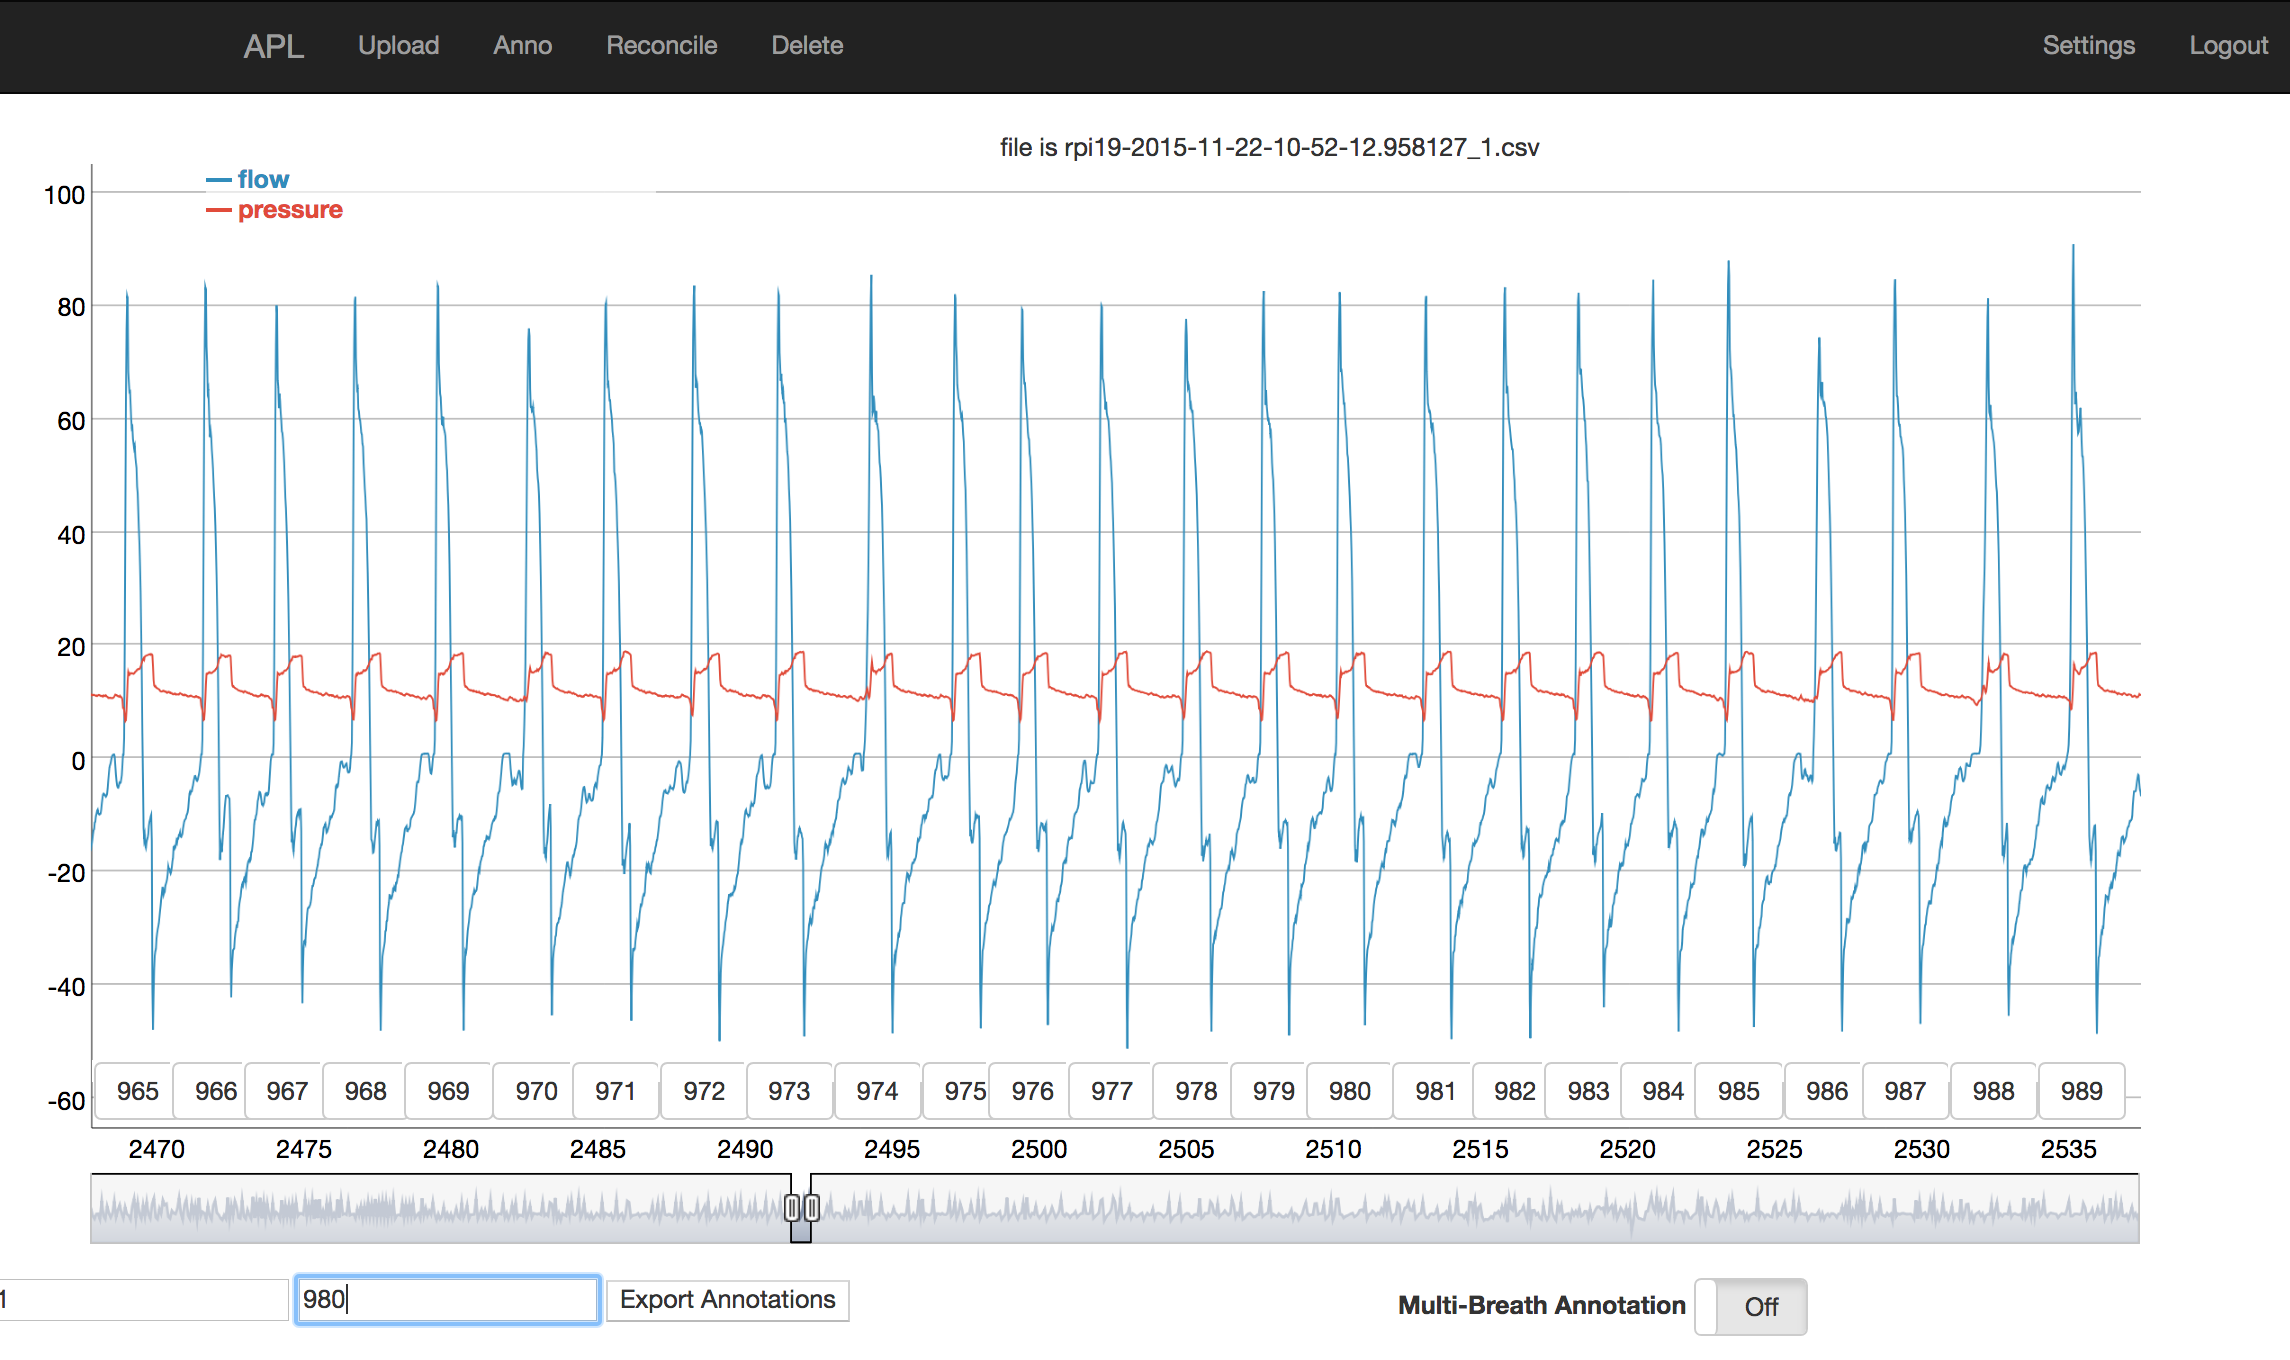 APL Upload Anno Reconcile Delete Settings Logout
file is rpi19-2015-11-22-10-52-12.958127_1.csv
flow
pressure
100
80
60
40
20
0
-20
-40
-60
965 966 967 968 969 970 971 972 973 974 975 976 977 978 979 980 981 982 983 984 985 986 987 988 989
2470 2475 2480 2485 2490 2495 2500 2505 2510 2515 2520 2525 2530 2535
1 980 Export Annotations Multi-Breath Annotation Off